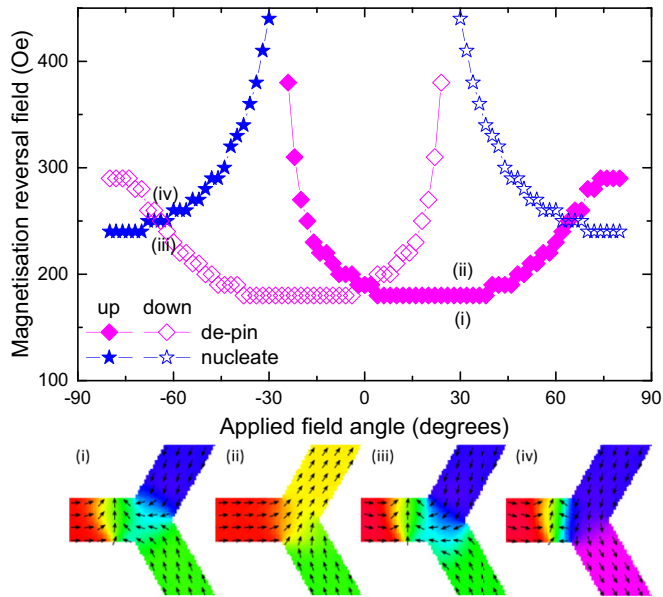 Magnetisation reversal field (Oe)
400
300
200
100
(iv)
(iii)
(ii)
(i)
up down
de-pin
nucleate
-90 -60 -30 0 30 60 90
Applied field angle (degrees)
(i) (ii) (iii) (iv)